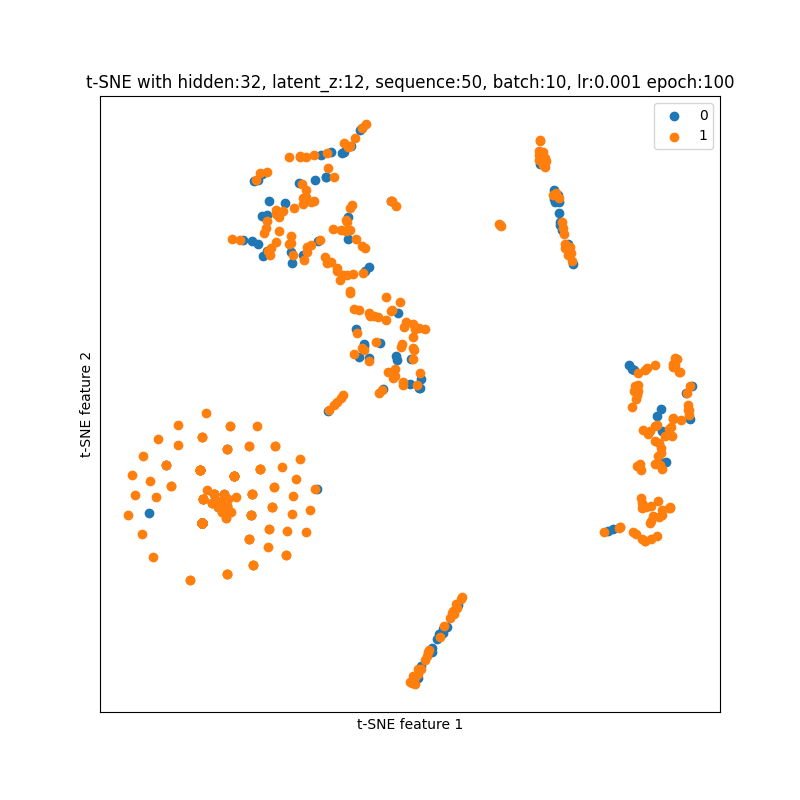 t-SNE with hidden:32, latent_z:12, sequence:50, batch:10, lr:0.001 epoch:100
0
1
t-SNE feature 2
t-SNE feature 1